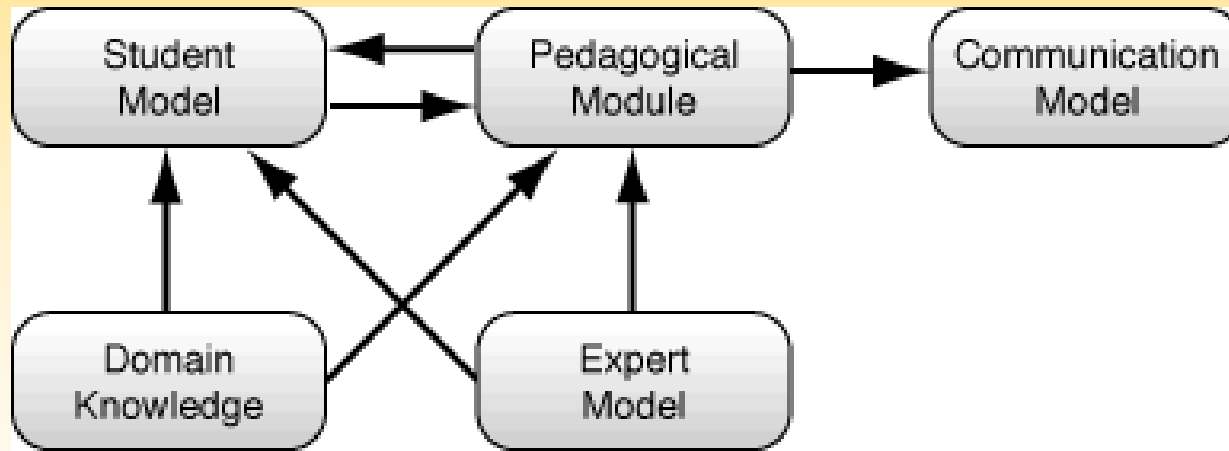 Student
Model
Pedagogical
Module
Communication
Model
Domain
Knowledge
Expert
Model